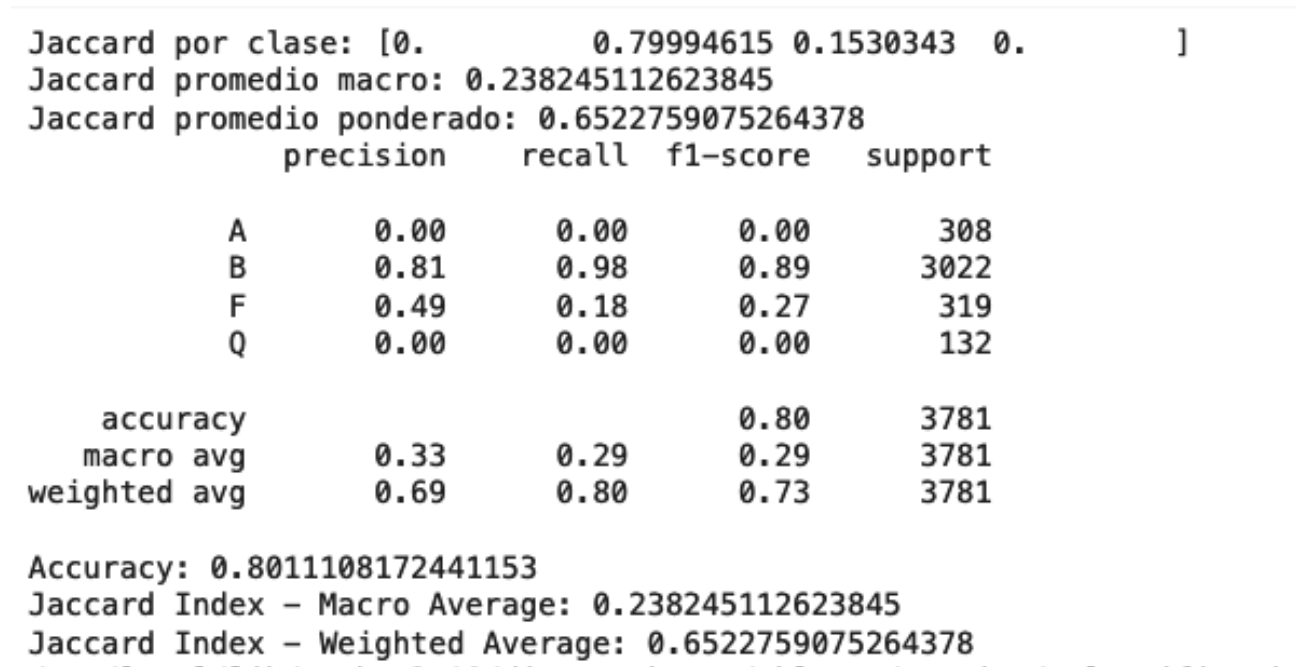 Jaccard por clase: [0.         0.79994615 0.1530343  0.        ]
Jaccard promedio macro: 0.238245112623845
Jaccard promedio ponderado: 0.6522759075264378
              precision    recall  f1-score   support

           A       0.00      0.00      0.00       308
           B       0.81      0.98      0.89      3022
           F       0.49      0.18      0.27       319
           Q       0.00      0.00      0.00       132

    accuracy                           0.80      3781
   macro avg       0.33      0.29      0.29      3781
weighted avg       0.69      0.80      0.73      3781

Accuracy: 0.8011108172441153
Jaccard Index – Macro Average: 0.238245112623845
Jaccard Index – Weighted Average: 0.6522759075264378